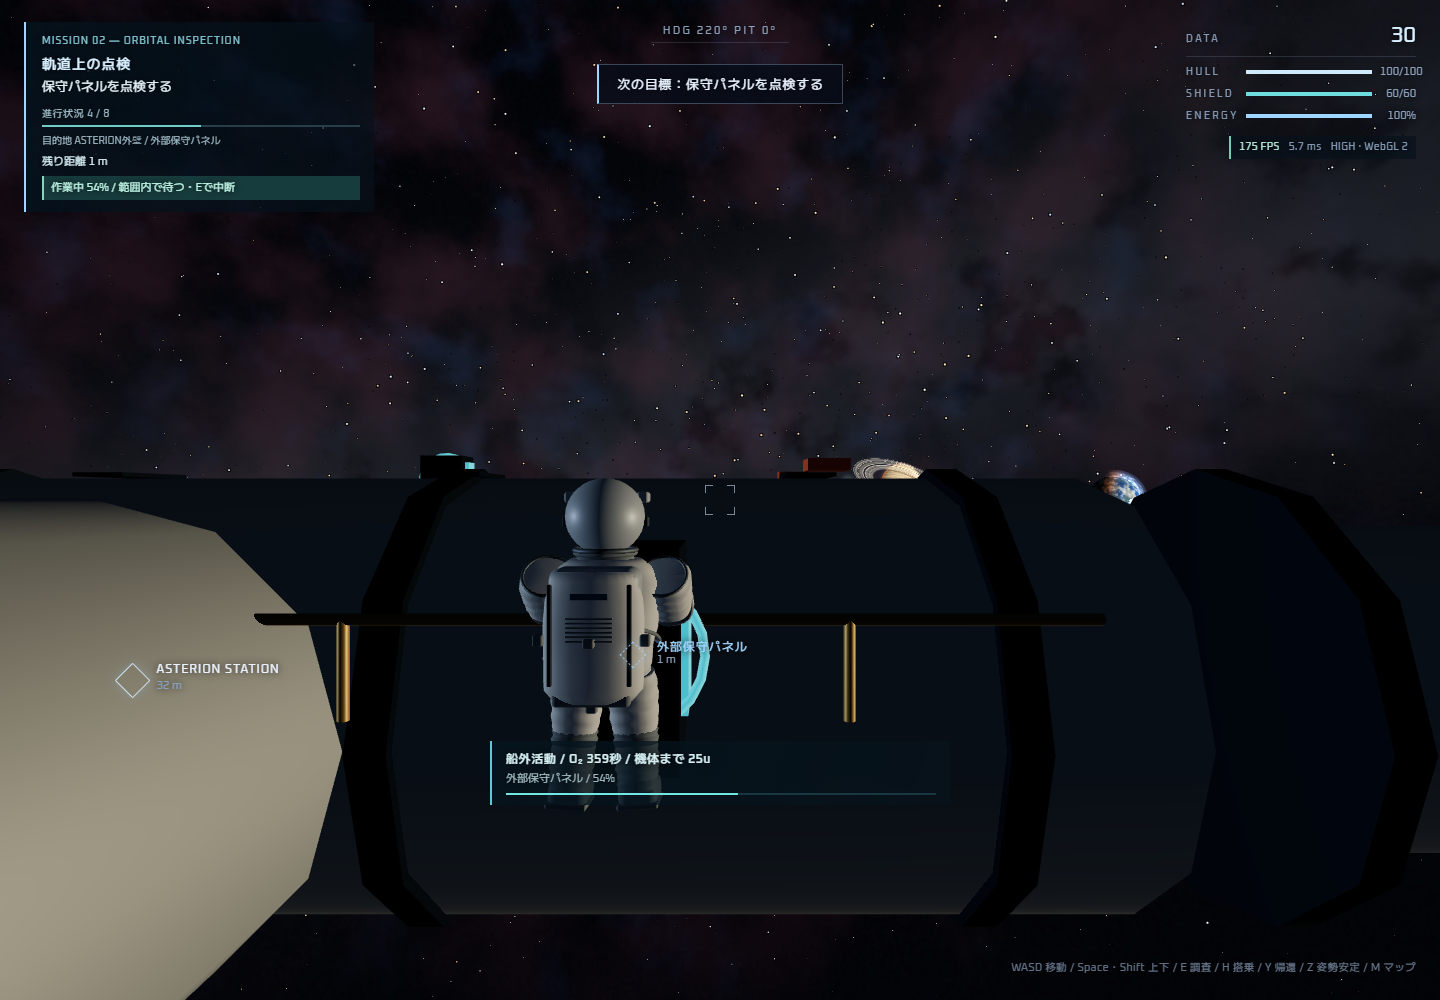 MISSION 02 — ORBITAL INSPECTION
軌道上の点検
保守パネルを点検する
進行状況 4 / 8
目的地 ASTERION外壁 / 外部保守パネル
残り距離 1 m
作業中 54% / 範囲内で待つ・Eで中断
HDG 220° PIT 0°
次の目標：保守パネルを点検する
DATA 30
HULL 100/100
SHIELD 60/60
ENERGY 100%
175 FPS 5.7 ms HIGH · WebGL 2
ASTERION STATION
32 m
外部保守パネル
1 m
船外活動 / O₂ 359秒 / 機体まで 25u
外部保守パネル / 54%
WASD 移動 / Space・Shift 上下 / E 調査 / H 搭乗 / Y 帰還 / Z 姿勢安定 / M マップ